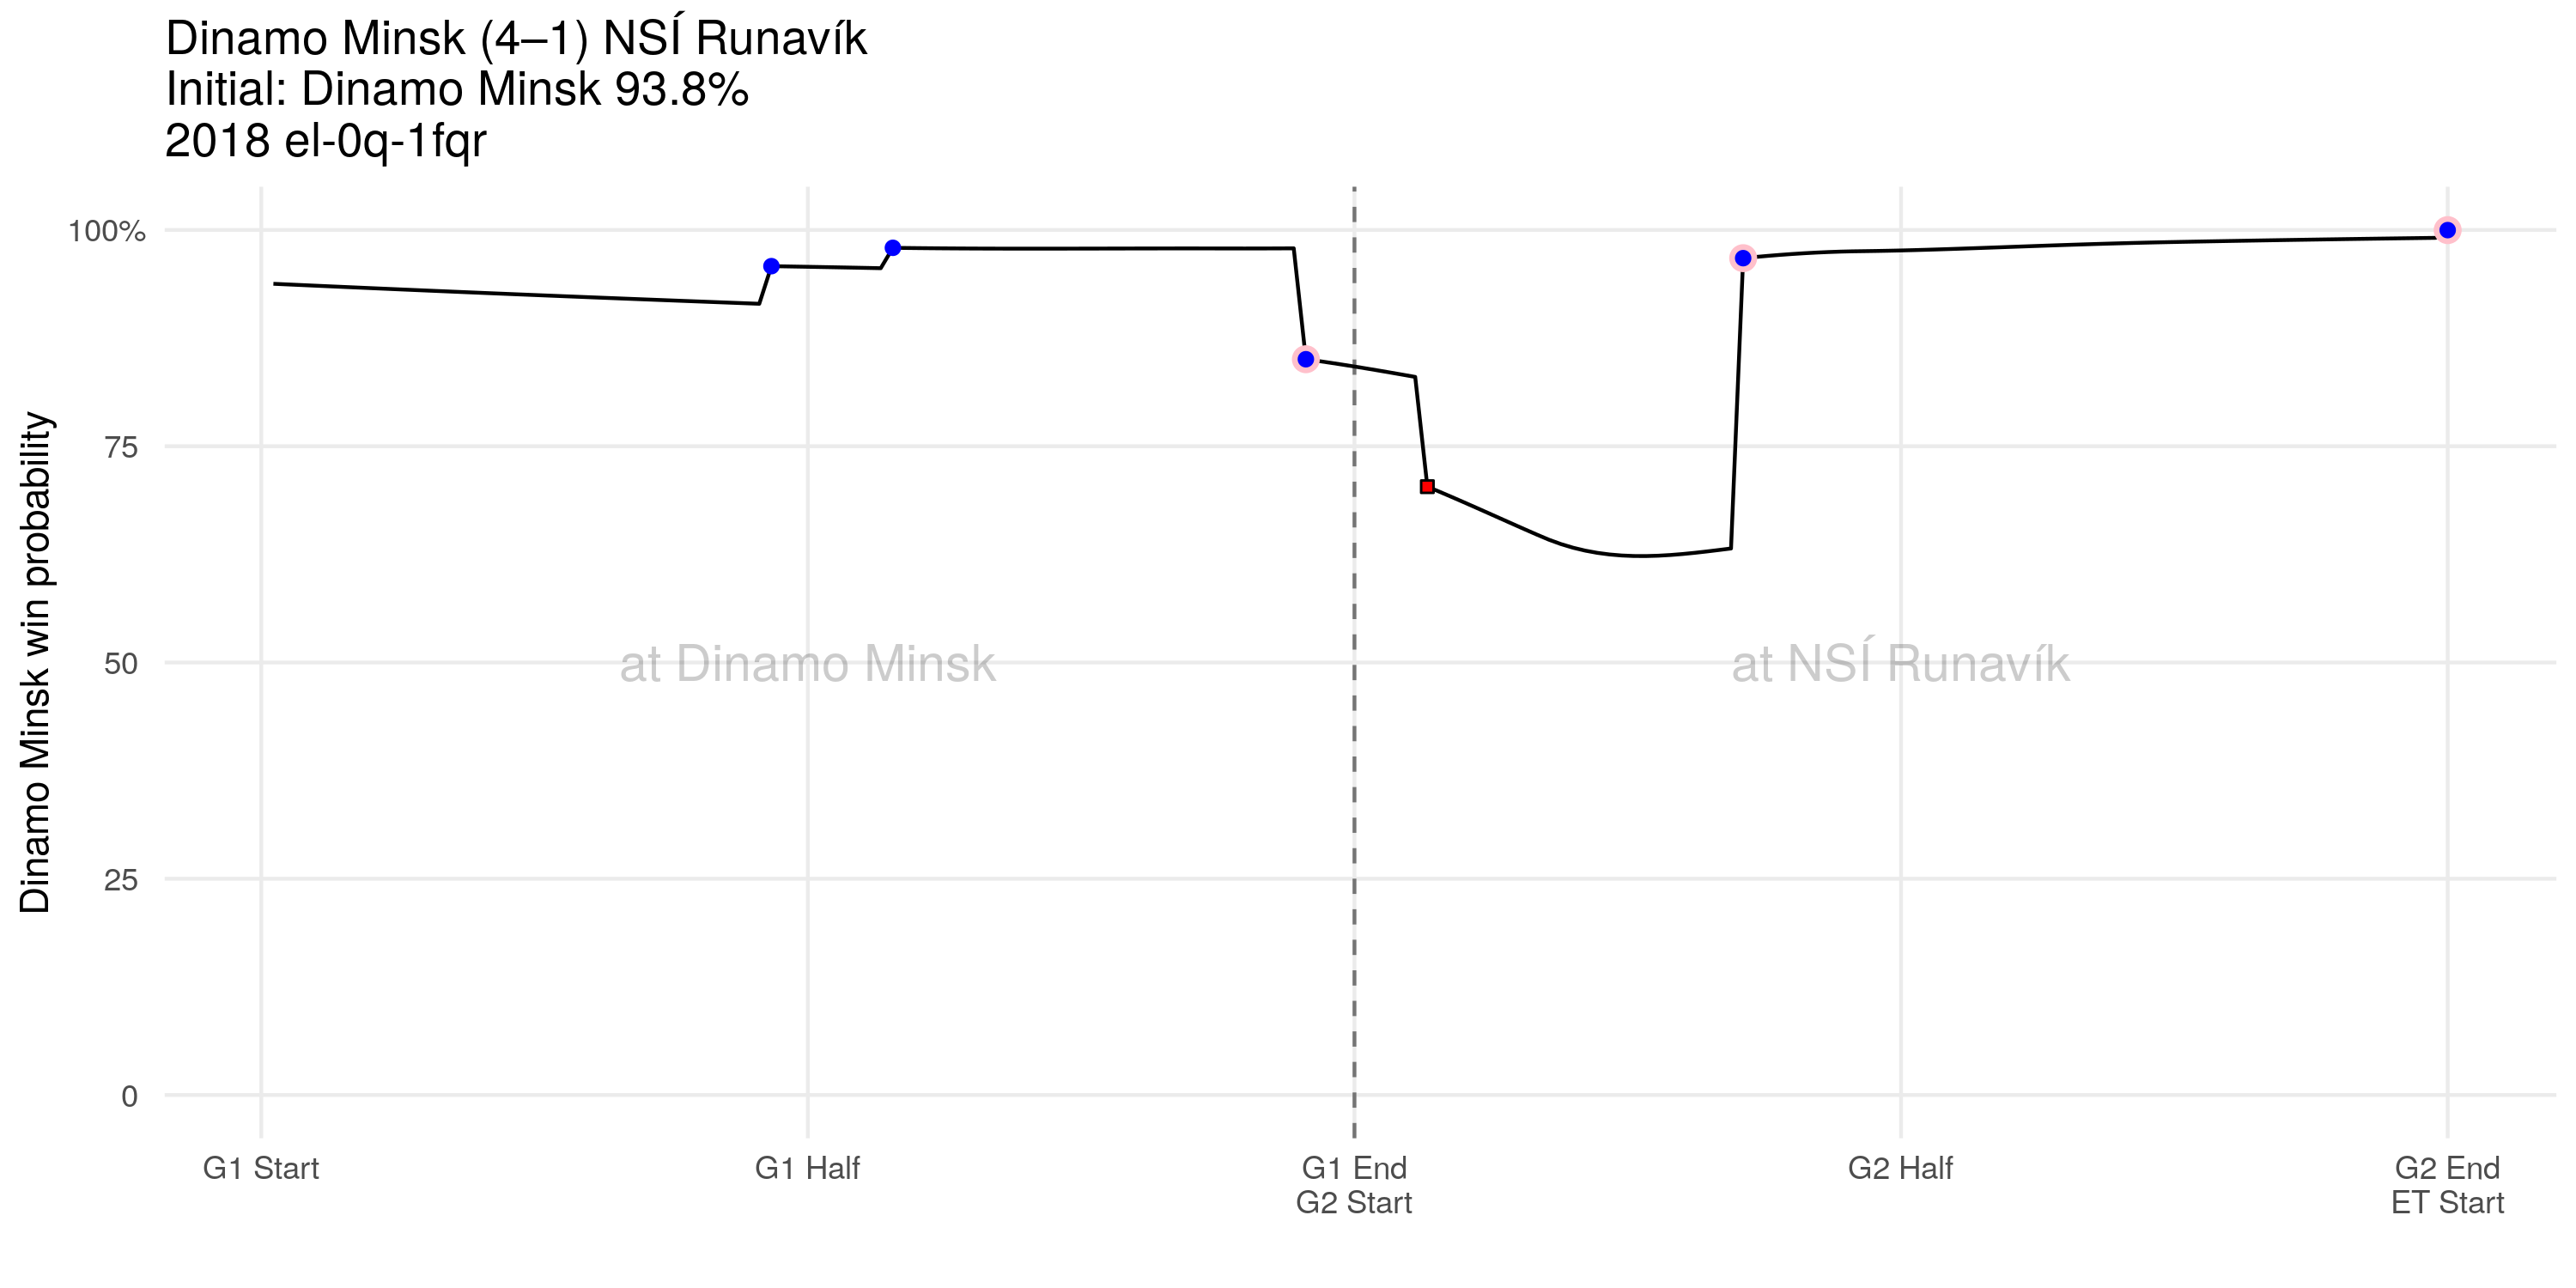 Dinamo Minsk (4–1) NSÍ Runavík
Initial: Dinamo Minsk 93.8%
2018 el-0q-1fqr
Dinamo Minsk win probability
100%
75
50
25
0
at Dinamo Minsk
at NSÍ Runavík
G1 Start
G1 Half
G1 End
G2 Start
G2 Half
G2 End
ET Start